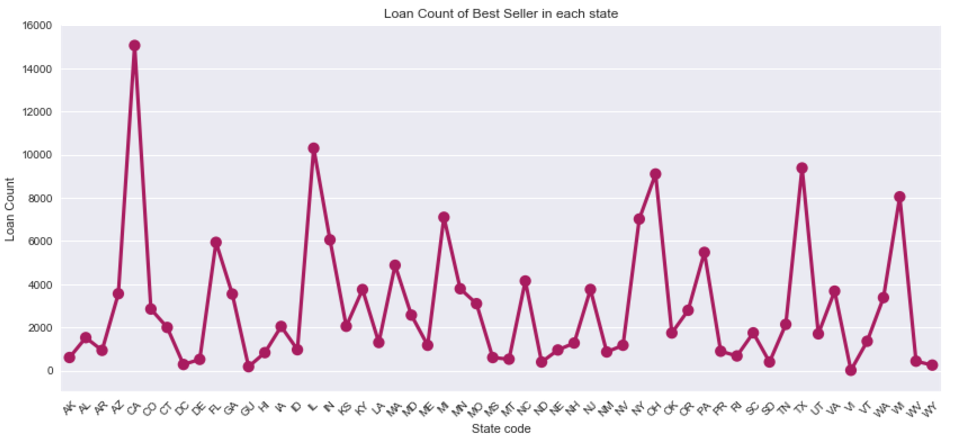 Loan Count of Best Seller in each state
16000
14000
12000
10000
8000
6000
4000
2000
0
Loan Count
AK AL AR AZ CA CO CT DC DE FL GA GU HI IA ID IL IN KS KY LA MA MD ME MI MN MO MS MT NC ND NE NH NJ NM NV NY OH OK OR PA PR RI SC SD TN TX UT VA VI VT WA WI WV WY
State code